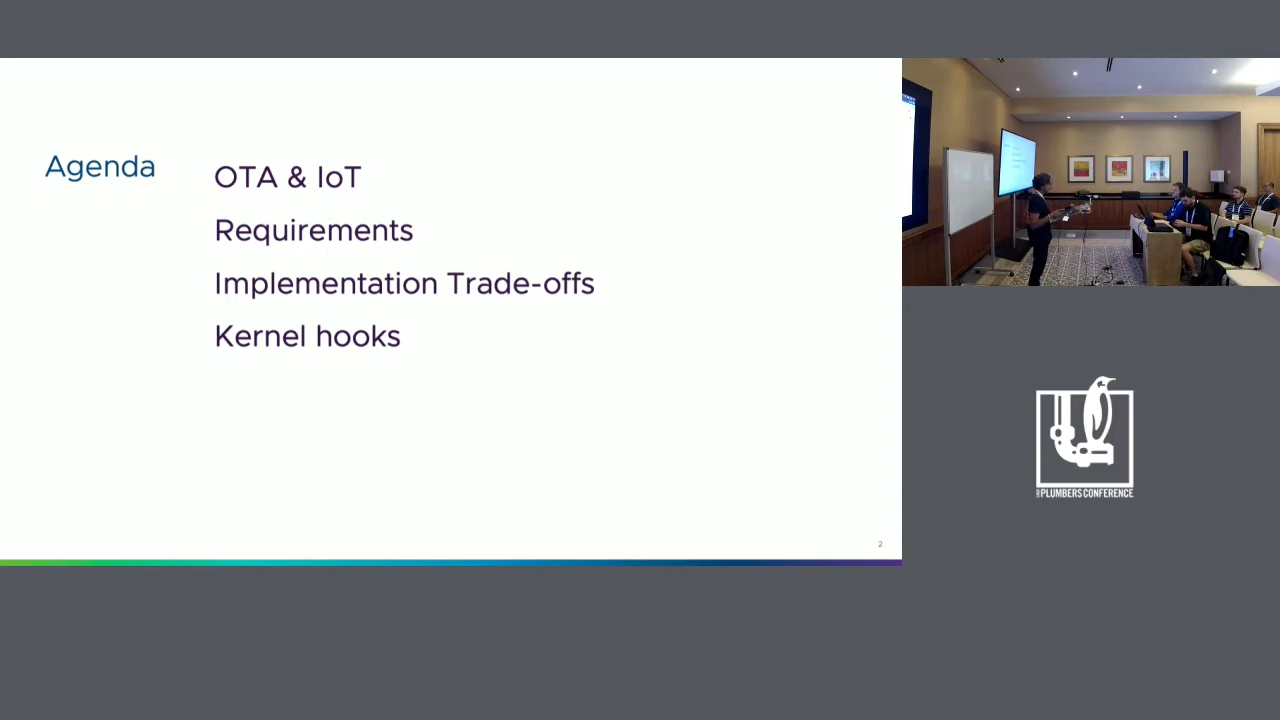 Agenda
OTA & IoT
Requirements
Implementation Trade-offs
Kernel hooks
2
PLUMBERS CONFERENCE